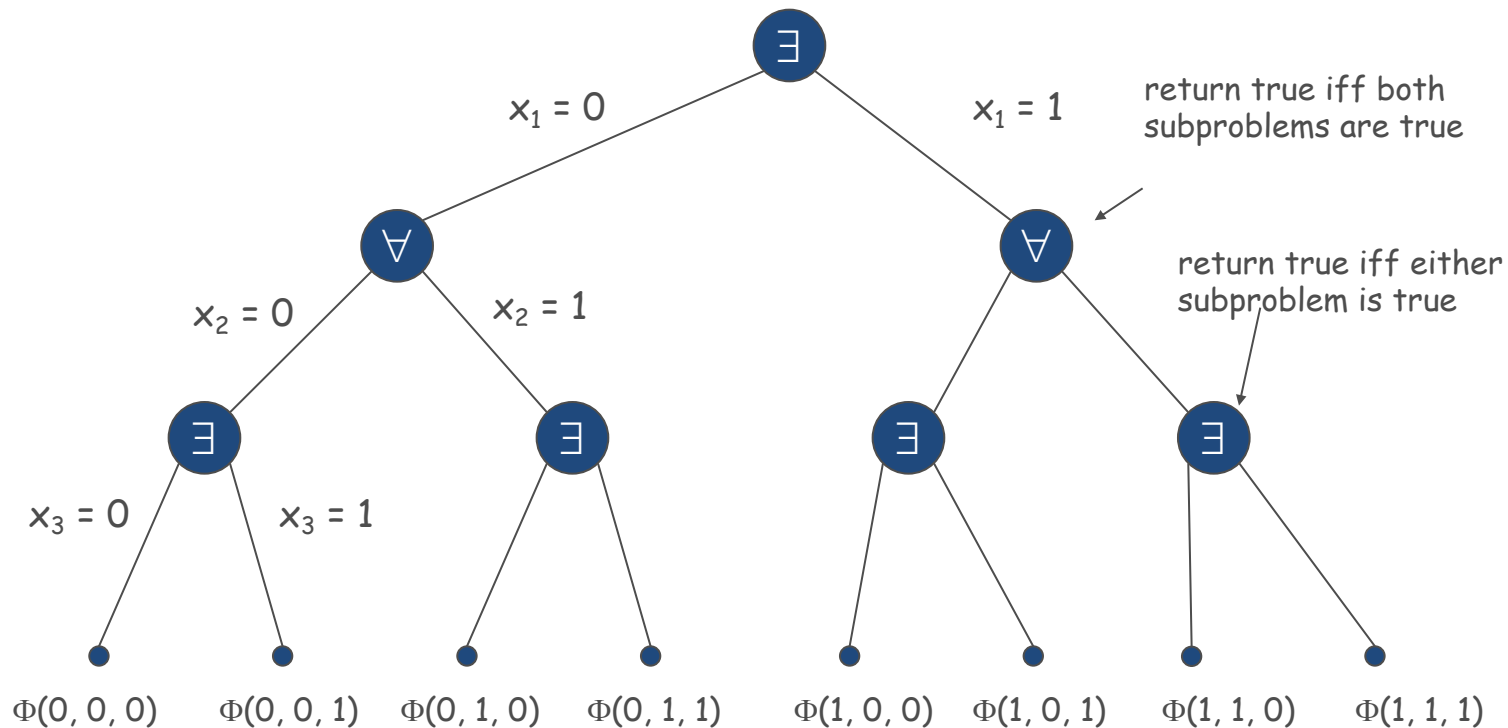 ∃
x₁ = 0
x₁ = 1
return true iff both
subproblems are true
∀
∀
return true iff either
subproblem is true
x₂ = 0
x₂ = 1
∃
∃
∃
∃
x₃ = 0
x₃ = 1
Φ(0, 0, 0)
Φ(0, 0, 1)
Φ(0, 1, 0)
Φ(0, 1, 1)
Φ(1, 0, 0)
Φ(1, 0, 1)
Φ(1, 1, 0)
Φ(1, 1, 1)